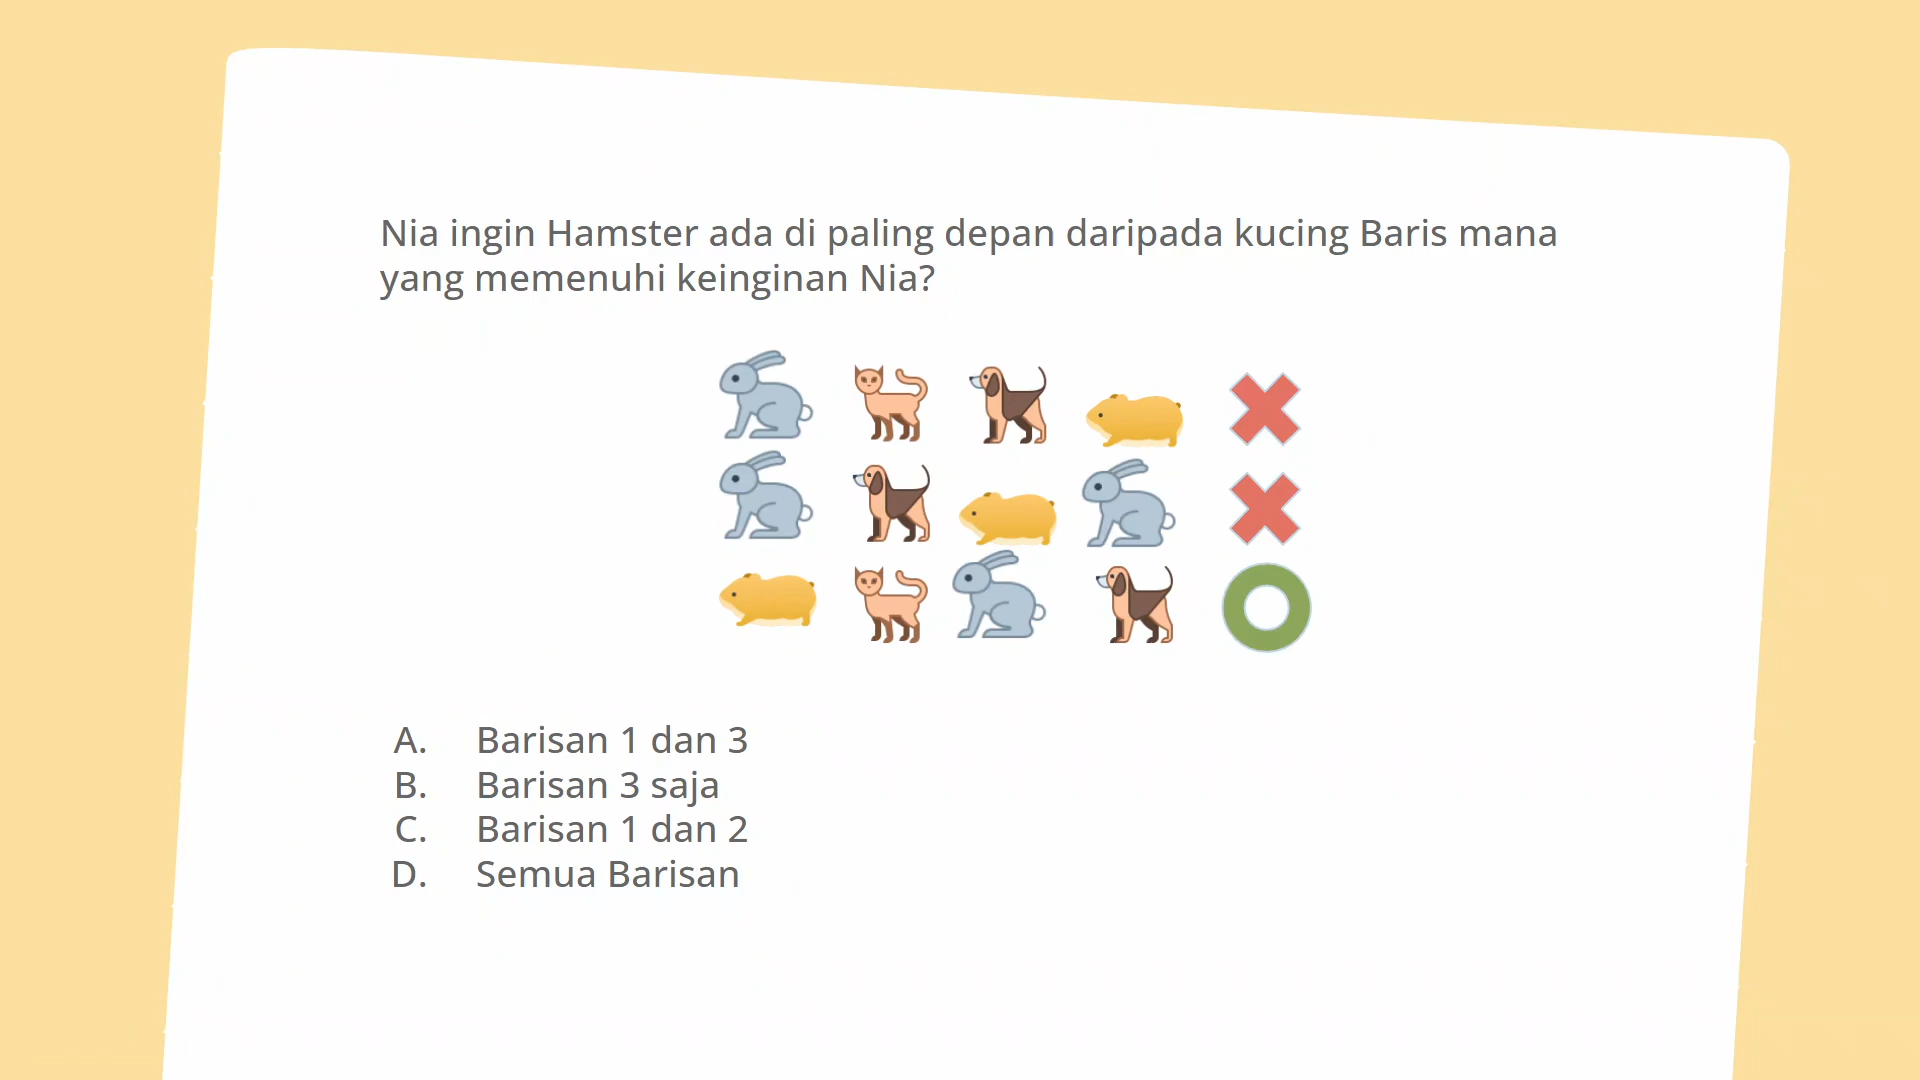 Nia ingin Hamster ada di paling depan daripada kucing Baris mana
yang memenuhi keinginan Nia?
A. Barisan 1 dan 3
B. Barisan 3 saja
C. Barisan 1 dan 2
D. Semua Barisan